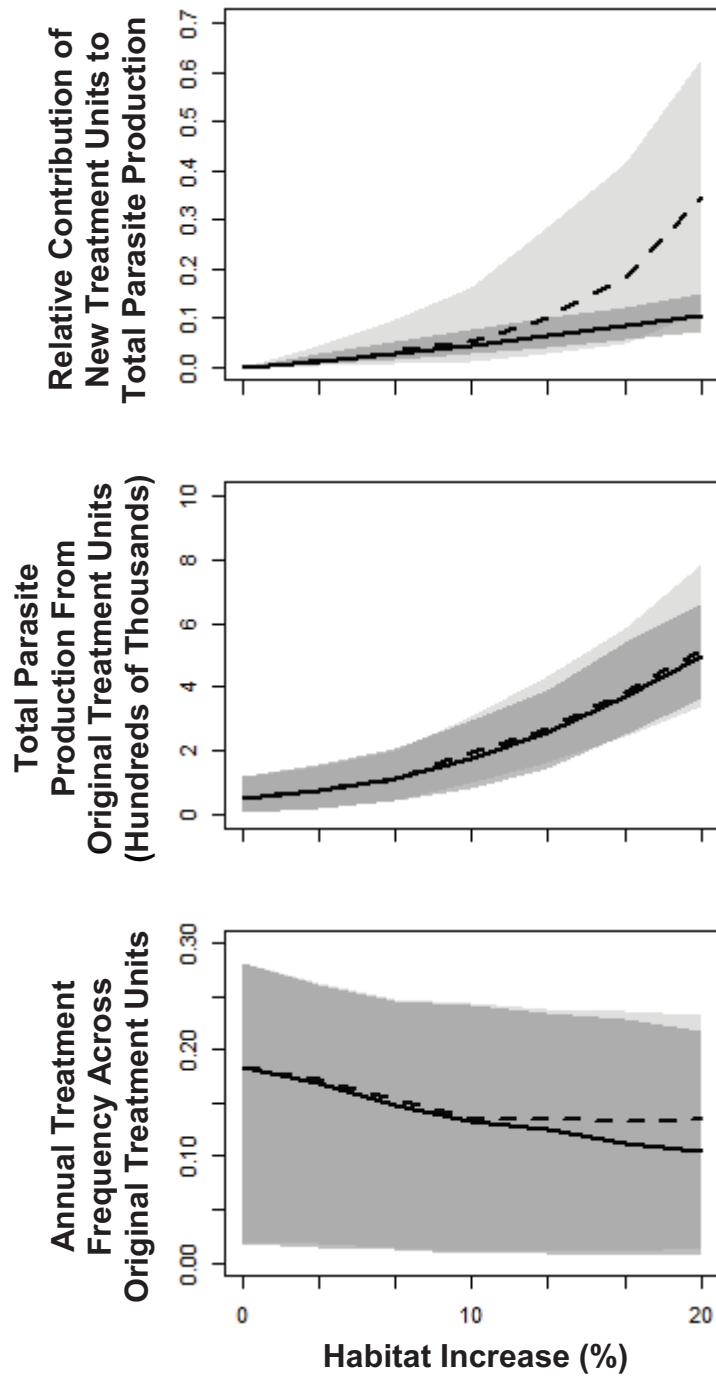 Relative Contribution of
New Treatment Units to
Total Parasite Production
0.7
0.6
0.5
0.4
0.3
0.2
0.1
0.0
Total Parasite
Production From
Original Treatment Units
(Hundreds of Thousands)
10
8
6
4
2
0
Annual Treatment
Frequency Across
Original Treatment Units
0.30
0.20
0.10
0.00
0 10 20
Habitat Increase (%)